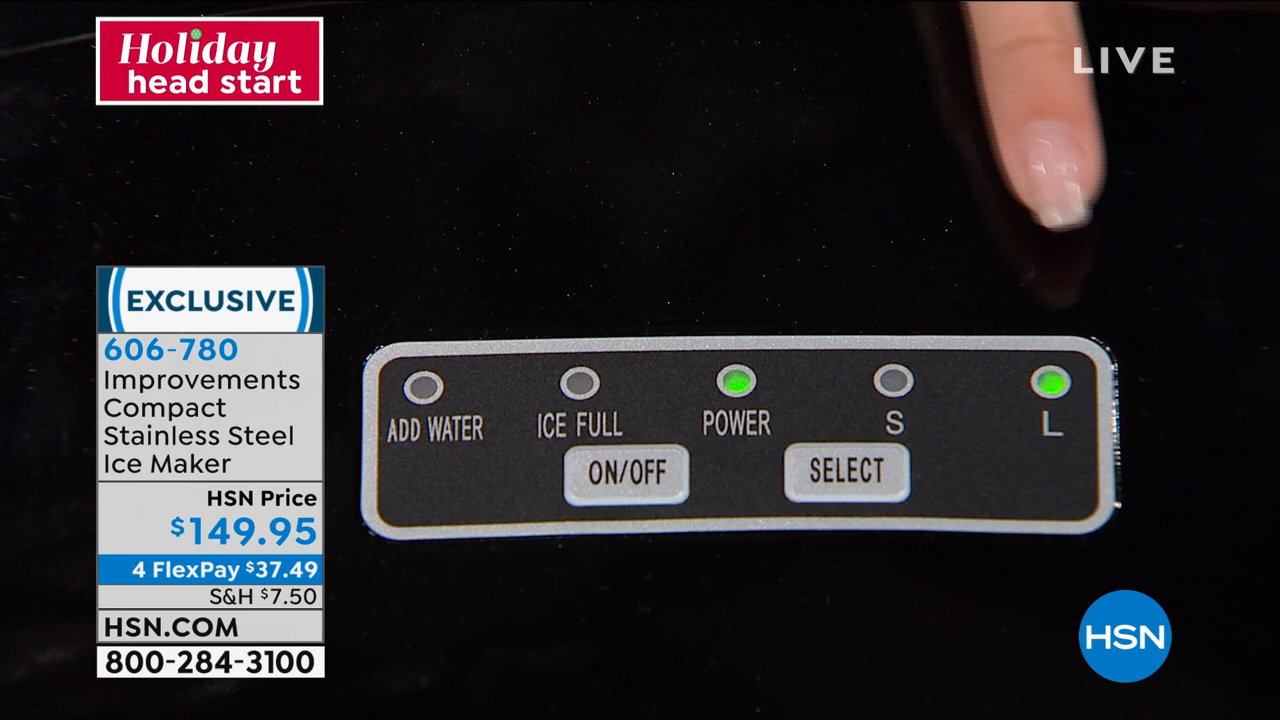 Holiday
head start
LIVE
EXCLUSIVE
606-780
Improvements
Compact
Stainless Steel
Ice Maker
HSN Price
$149.95
4 FlexPay $37.49
S&H $7.50
HSN.COM
800-284-3100
ADD WATER
ICE FULL
POWER
S
L
ON/OFF
SELECT
HSN